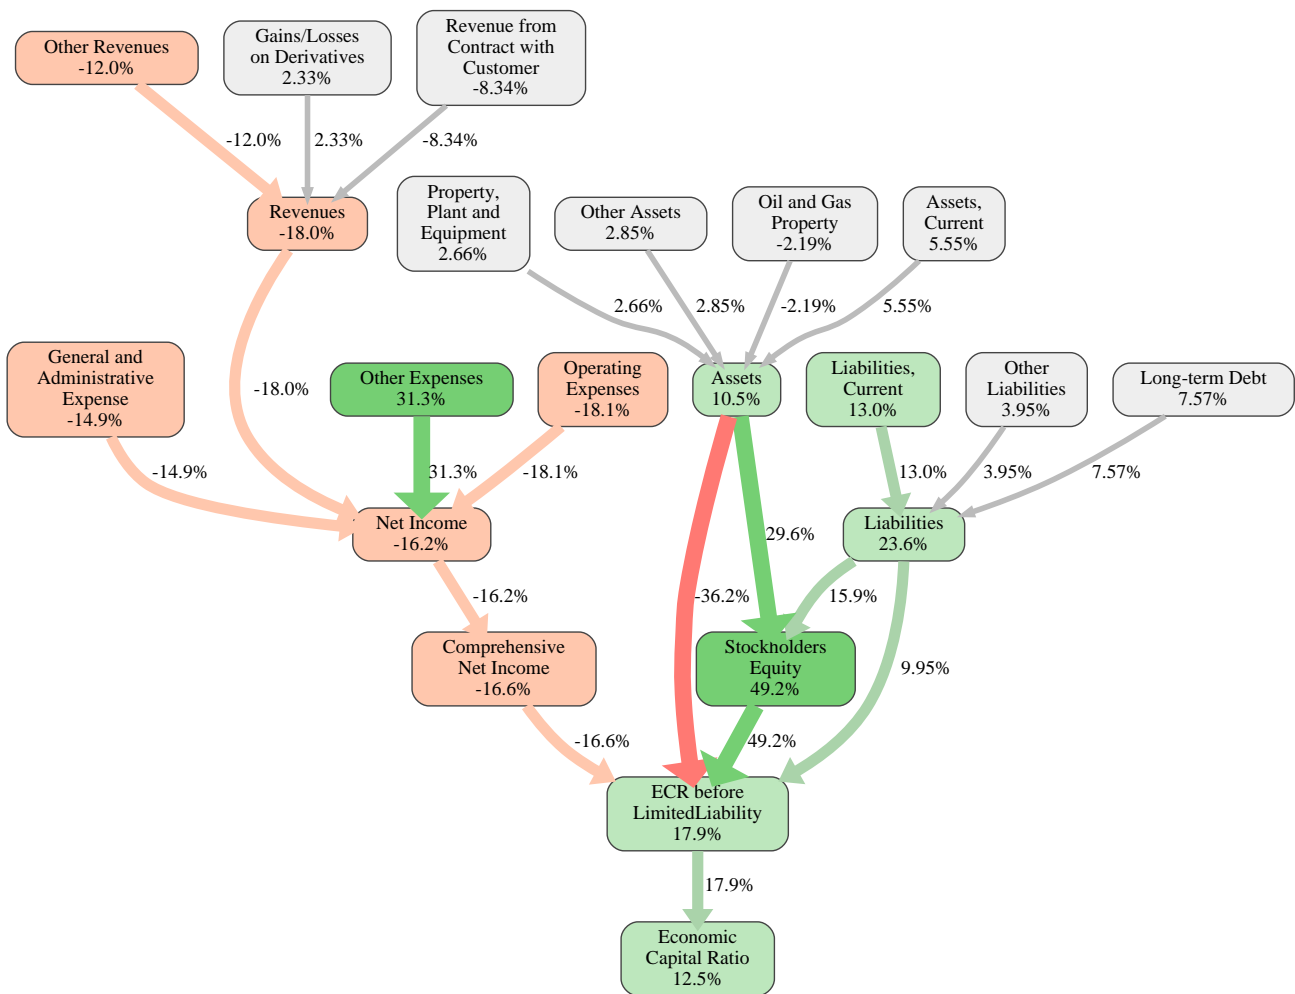 Other Revenues
-12.0%
Gains/Losses
on Derivatives
2.33%
Revenue from
Contract with
Customer
-8.34%
-12.0%
2.33%
-8.34%
Revenues
-18.0%
Property,
Plant and
Equipment
2.66%
Other Assets
2.85%
Oil and Gas
Property
-2.19%
Assets,
Current
5.55%
2.66%
2.85%
-2.19%
5.55%
General and
Administrative
Expense
-14.9%
-18.0%
Other Expenses
31.3%
Operating
Expenses
-18.1%
Assets
10.5%
Liabilities,
Current
13.0%
Other
Liabilities
3.95%
Long-term Debt
7.57%
-14.9%
31.3%
-18.1%
13.0%
3.95%
7.57%
Net Income
-16.2%
29.6%
Liabilities
23.6%
-16.2%
-36.2%
15.9%
Comprehensive
Net Income
-16.6%
Stockholders
Equity
49.2%
9.95%
-16.6%
49.2%
ECR before
LimitedLiability
17.9%
17.9%
Economic
Capital Ratio
12.5%